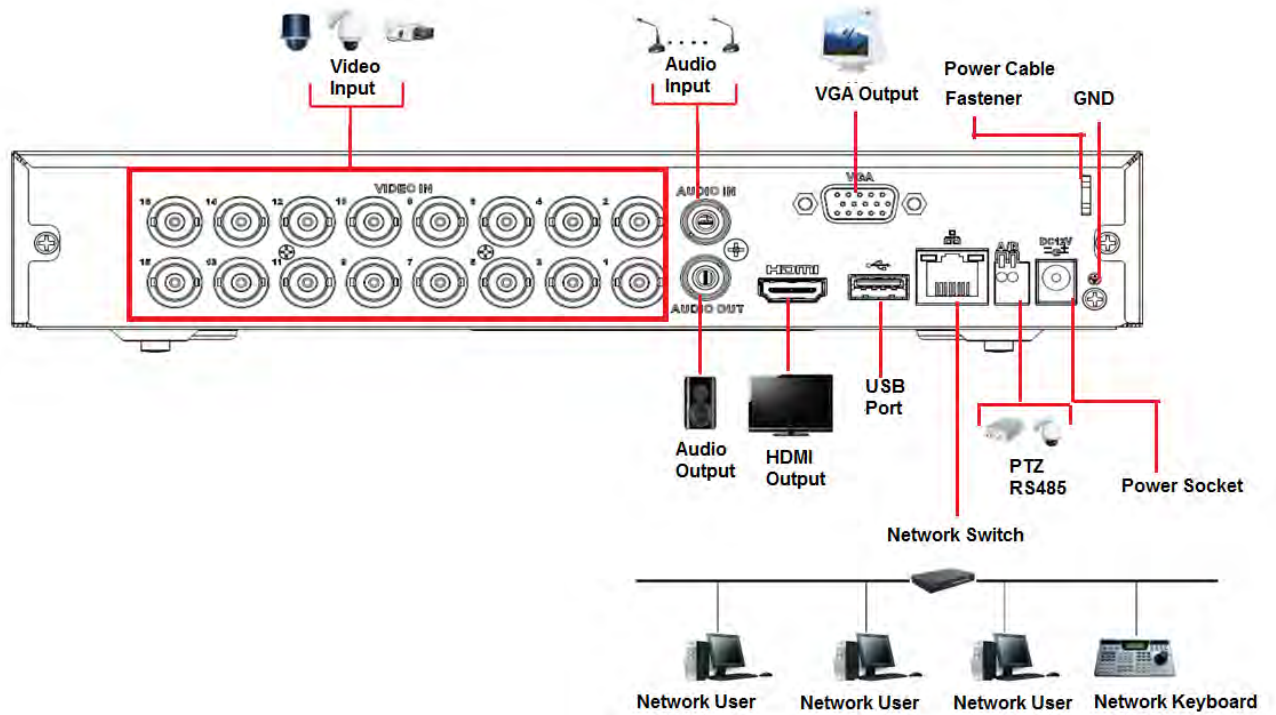 Video
Input
Audio
Input
VGA Output
Power Cable
Fastener
GND
VIDEO IN
16 14 12 10 8 6 4 2
15 13 11 9 7 5 3 1
AUDIO IN
AUDIO OUT
VGA
HDMI
A/B
DC12V
Audio
Output
HDMI
Output
USB
Port
PTZ
RS485
Power Socket
Network Switch
Network User
Network User
Network User
Network Keyboard